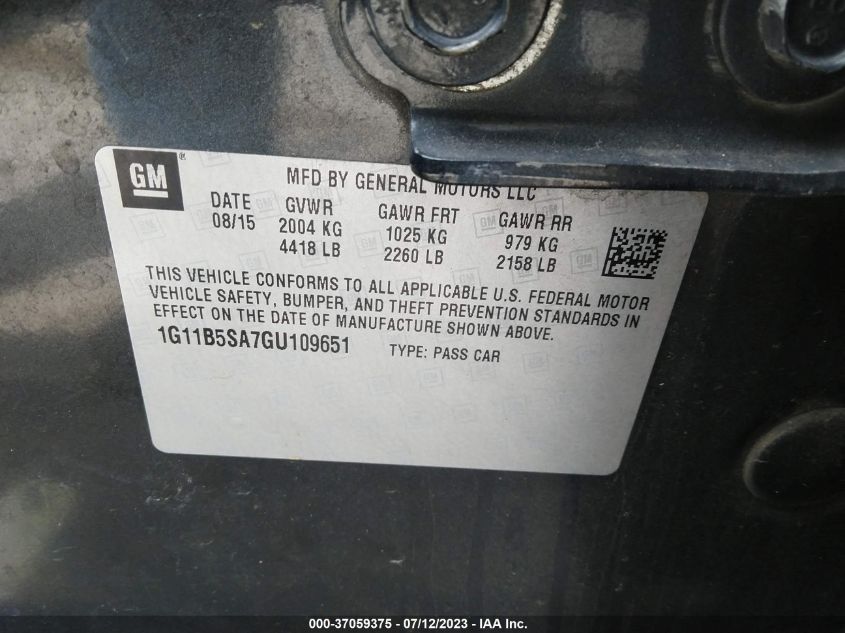 GM®
MFD BY GENERAL MOTORS LLC
DATE GVWR GAWR FRT GAWR RR
08/15 2004 KG 1025 KG 979 KG
4418 LB 2260 LB 2158 LB
THIS VEHICLE CONFORMS TO ALL APPLICABLE U.S. FEDERAL MOTOR
VEHICLE SAFETY, BUMPER, AND THEFT PREVENTION STANDARDS IN
EFFECT ON THE DATE OF MANUFACTURE SHOWN ABOVE.
1G11B5SA7GU109651 TYPE: PASS CAR
000-37059375 - 07/12/2023 - IAA Inc.